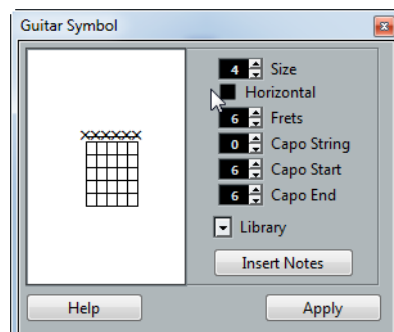 Guitar Symbol
4 Size
Horizontal
6 Frets
0 Capo String
6 Capo Start
6 Capo End
Library
Insert Notes
Help
Apply
XXXXXX